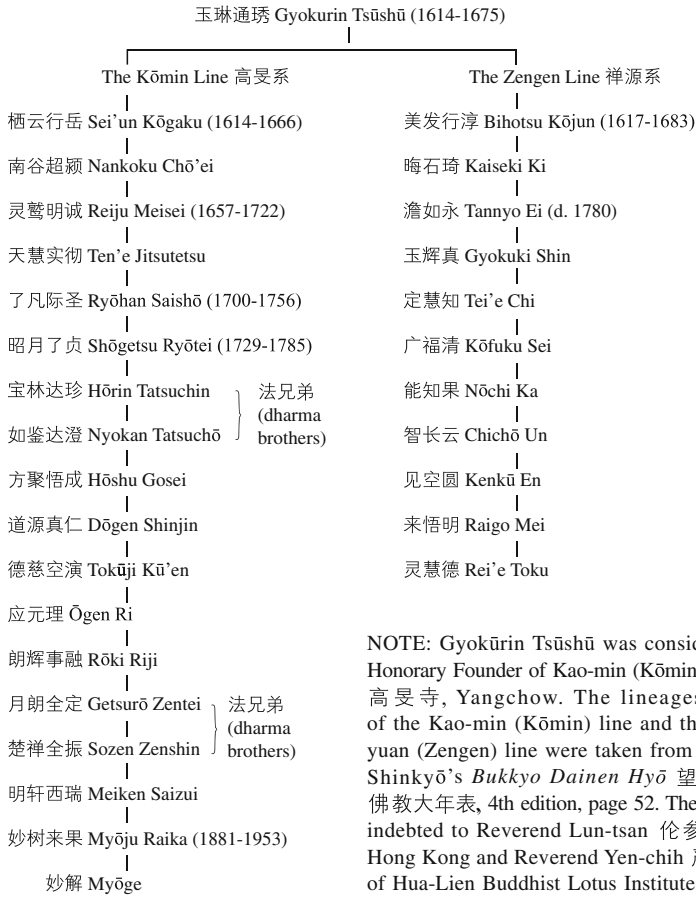 玉琳通琇 Gyokurin Tsūshū (1614-1675)
The Kōmin Line 高旻系
栖云行岳 Sei'un Kōgaku (1614-1666)
南谷超颍 Nankoku Chō'ei
灵鹫明诚 Reiju Meisei (1657-1722)
天慧实彻 Ten'e Jitsutetsu
了凡际圣 Ryōhan Saishō (1700-1756)
昭月了贞 Shōgetsu Ryōtei (1729-1785)
宝林达珍 Hōrin Tatsuchin
如鉴达澄 Nyokan Tatsuchō
法兄弟
(dharma
brothers)
方聚悟成 Hōshu Gosei
道源真仁 Dōgen Shinjin
德慈空演 Tokūji Kū'en
应元理 Ōgen Ri
朗辉事融 Rōki Riji
月朗全定 Getsurō Zentei
楚禅全振 Sozen Zenshin
法兄弟
(dharma
brothers)
明轩西瑞 Meiken Saizui
妙树来果 Myōju Raika (1881-1953)
妙解 Myōge
The Zengen Line 禅源系
美发行淳 Bihotsu Kōjun (1617-1683)
晦石琦 Kaiseki Ki
澹如永 Tannyo Ei (d. 1780)
玉辉真 Gyokuki Shin
定慧知 Tei'e Chi
广福清 Kōfuku Sei
能知果 Nōchi Ka
智长云 Chichō Un
见空圆 Kenkū En
来悟明 Raigo Mei
灵慧德 Rei'e Toku
NOTE: Gyokūrin Tsūshū was consid
Honorary Founder of Kao-min (Kōmin
高旻寺, Yangchow. The lineages
of the Kao-min (Kōmin) line and th
yuan (Zengen) line were taken from
Shinkyō's Bukkyo Dainen Hyō 望
佛教大年表, 4th edition, page 52. The
indebted to Reverend Lun-tsan 伦参
Hong Kong and Reverend Yen-chih
of Hua-Lien Buddhist Lotus Institute